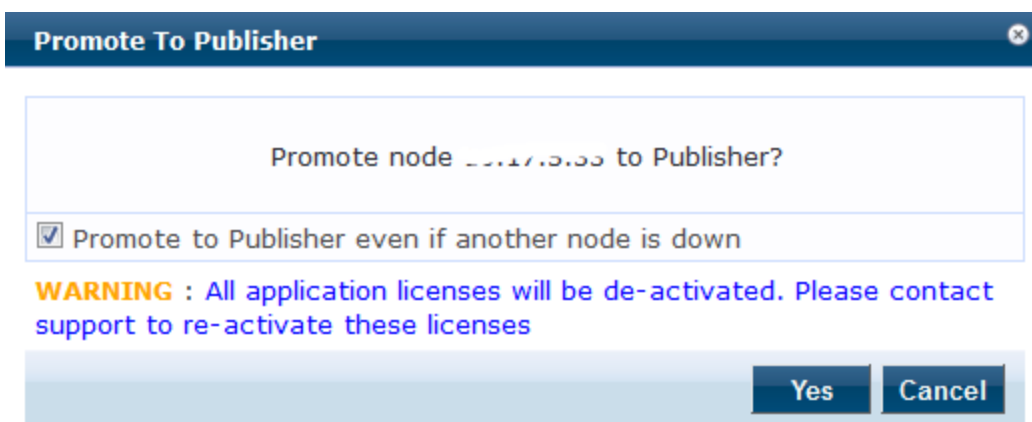 Promote To Publisher
Promote node to Publisher?
Promote to Publisher even if another node is down
WARNING : All application licenses will be de-activated. Please contact
support to re-activate these licenses
Yes Cancel